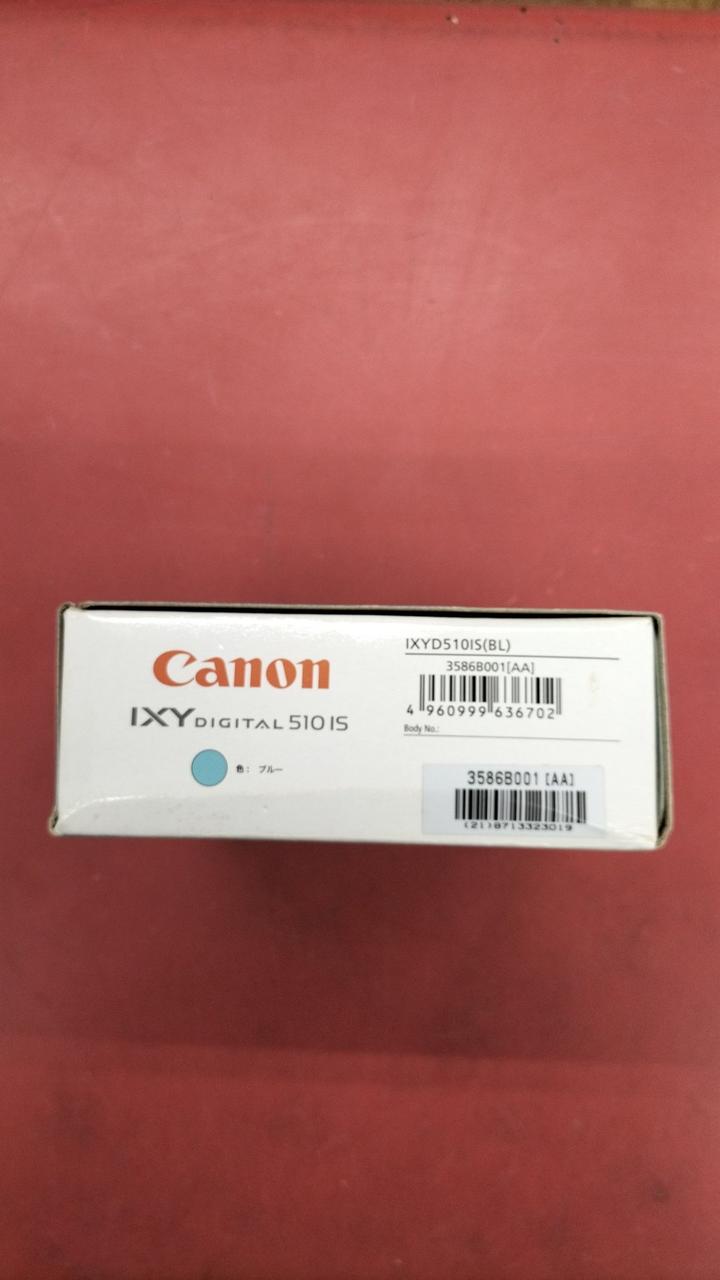 Canon
IXY DIGITAL 510 IS
色： ブルー
IXYD510IS(BL)
3586B001[AA]
4 960999 636702
Body No.:
3586B001 [AA]
(21)8713323019